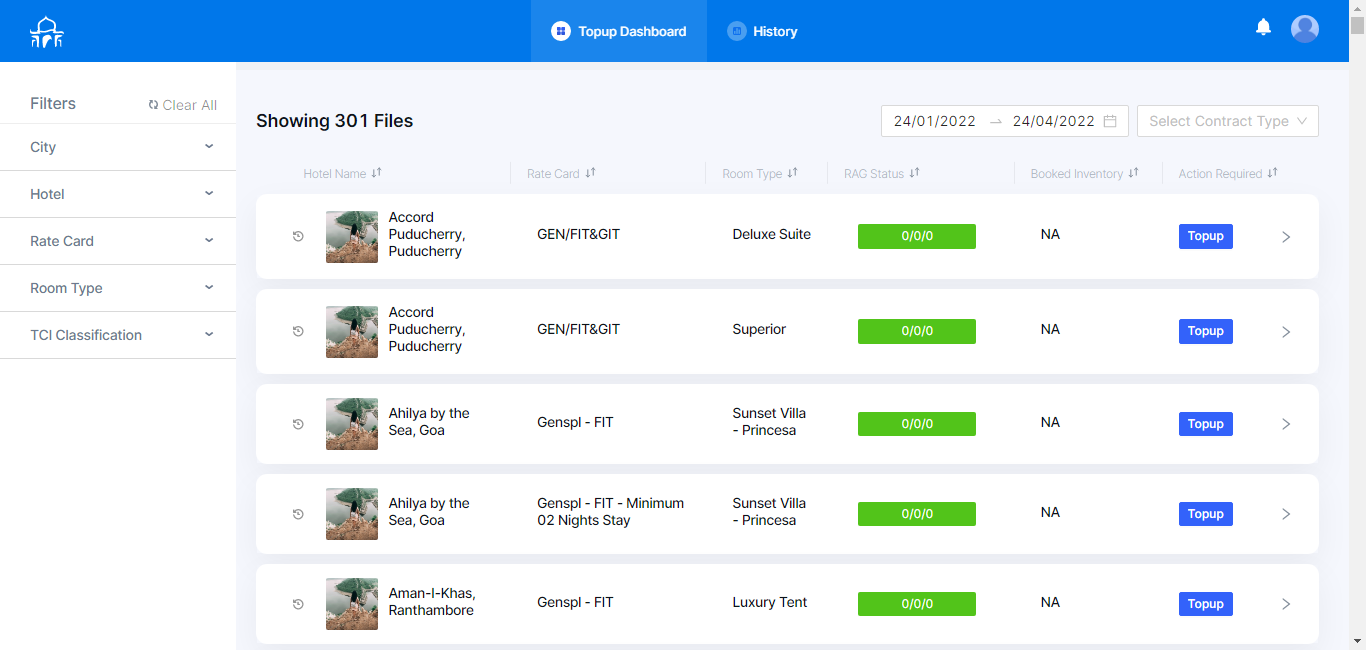 Topup Dashboard
History
Filters
Clear All
City
Hotel
Rate Card
Room Type
TCI Classification
Showing 301 Files
24/01/2022 → 24/04/2022
Select Contract Type
Hotel Name
Rate Card
Room Type
RAG Status
Booked Inventory
Action Required
Accord
Puducherry,
Puducherry
GEN/FIT&GIT
Deluxe Suite
0/0/0
NA
Topup
Accord
Puducherry,
Puducherry
GEN/FIT&GIT
Superior
0/0/0
NA
Topup
Ahilya by the
Sea, Goa
Genspl - FIT
Sunset Villa
- Princesa
0/0/0
NA
Topup
Ahilya by the
Sea, Goa
Genspl - FIT - Minimum
02 Nights Stay
Sunset Villa
- Princesa
0/0/0
NA
Topup
Aman-I-Khas,
Ranthambore
Genspl - FIT
Luxury Tent
0/0/0
NA
Topup